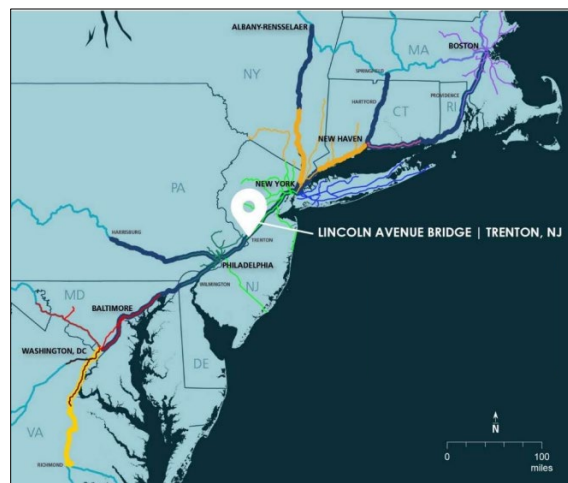 ALBANY-RENSSELAER
MA
BOSTON
NY
SPRINGFIELD
HARTFORD
PROVIDENCE
CT
RI
NEW HAVEN
PA
NEW YORK
LINCOLN AVENUE BRIDGE | TRENTON, NJ
HARRISBURG
TRENTON
PHILADELPHIA
MD
WILMINGTON
NJ
BALTIMORE
WASHINGTON, DC
DE
VA
N
RICHMOND
0 100
miles